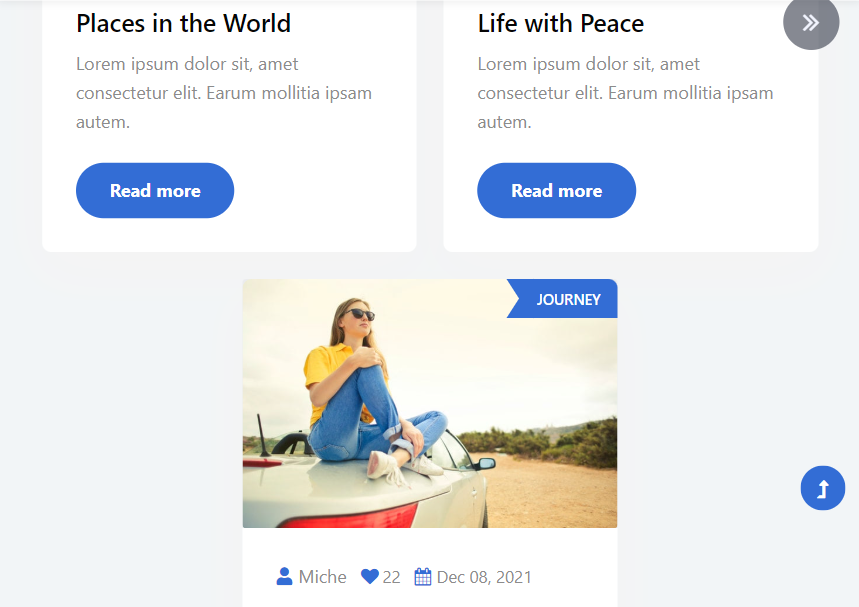 Places in the World
Lorem ipsum dolor sit, amet
consectetur elit. Earum mollitia ipsam
autem.
Read more
Life with Peace
Lorem ipsum dolor sit, amet
consectetur elit. Earum mollitia ipsam
autem.
Read more
JOURNEY
Miche 22 Dec 08, 2021